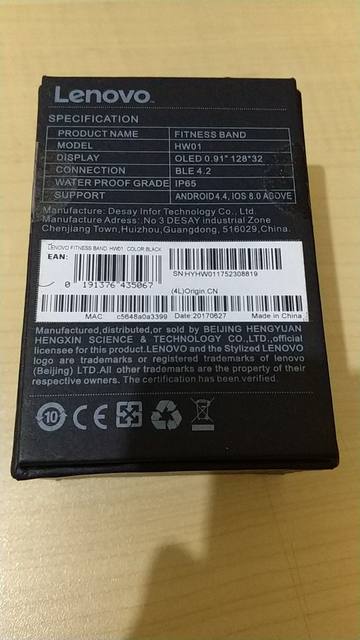 Lenovo
SPECIFICATION
PRODUCT NAME FITNESS BAND
MODEL HW01
DISPLAY OLED 0.91" 128*32
CONNECTION BLE 4.2
WATER PROOF GRADE IP65
SUPPORT ANDROID 4.4, IOS 8.0 ABOVE
Manufacture: Desay Infor Technology Co., Ltd.
Manufacture Adress:.No 3 DESAY industrial Zone
Chenjiang Town,Huizhou,Guangdong, 516029,China.
LENOVO FITNESS BAND HW01 COLOR:BLACK
EAN:
SN:HYHW011752308819
0 191376 435067
(4L)Origin.CN
MAC c5648a0a3399 Date:20170627 Made in China
Manufactured,distributed,or sold by BEIJING HENGYUAN
HENGXIN SCIENCE & TECHNOLOGY CO.,LTD.,official
licensee for this product.LENOVO and the Stylized LENOVO
logo are trademarks or registered trademarks of lenovo
(Beijing) LTD.All other trademarks are the property of their
respective owners. The certification has been verified.
10 CE